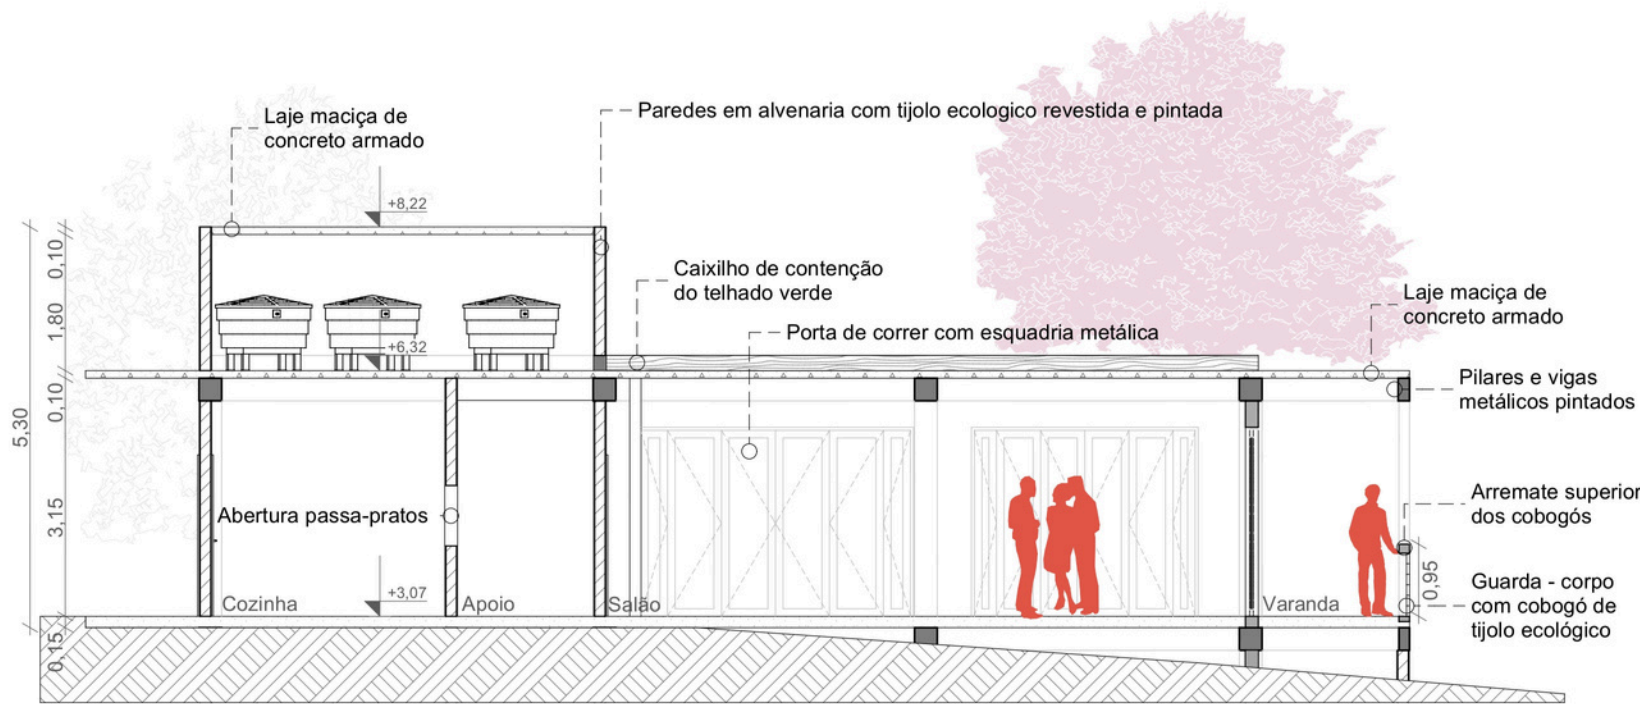 Laje maciça de
concreto armado
Paredes em alvenaria com tijolo ecologico revestida e pintada
+8,22
Caixilho de contenção
do telhado verde
Porta de correr com esquadria metálica
Laje maciça de
concreto armado
+6,32
Pilares e vigas
metálicos pintados
Abertura passa-pratos
Arremate superior
dos cobogós
Guarda - corpo
com cobogó de
tijolo ecológico
0,95
+3,07
Cozinha
Apoio
Salão
Varanda
5,30
0,10
1,80
0,10
3,15
0,15